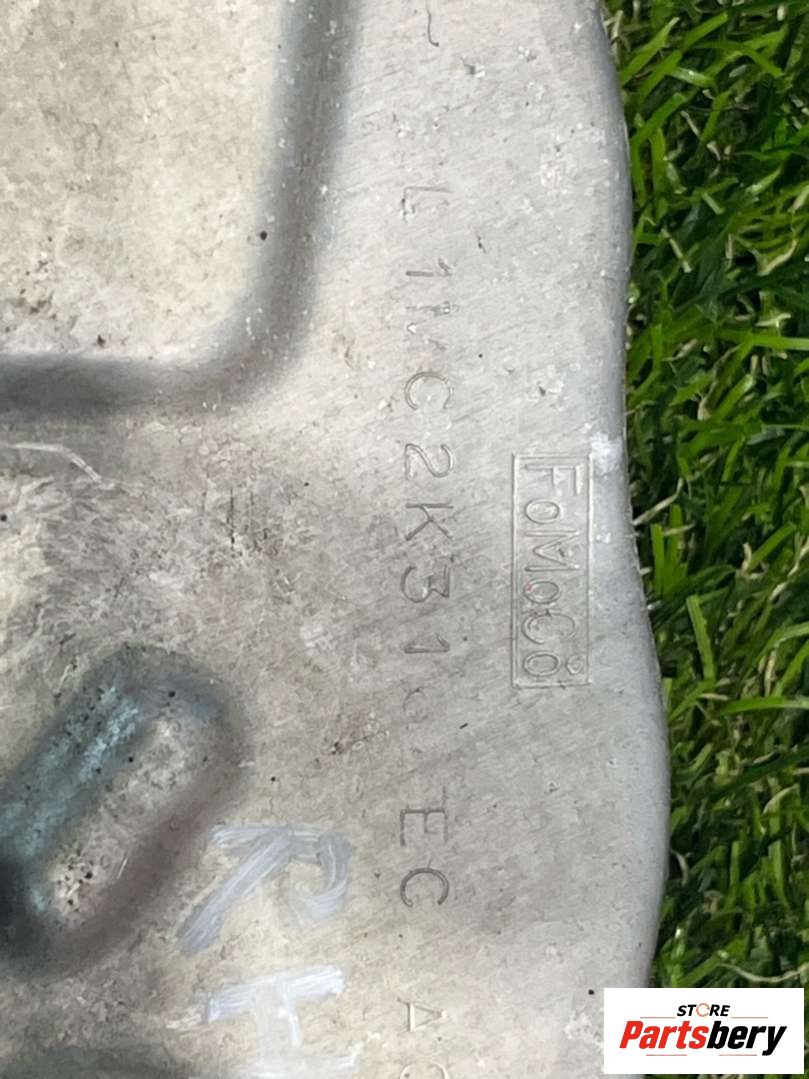 L1MC2K31 EC
FoMoCo
RH
STORE
Partsbery